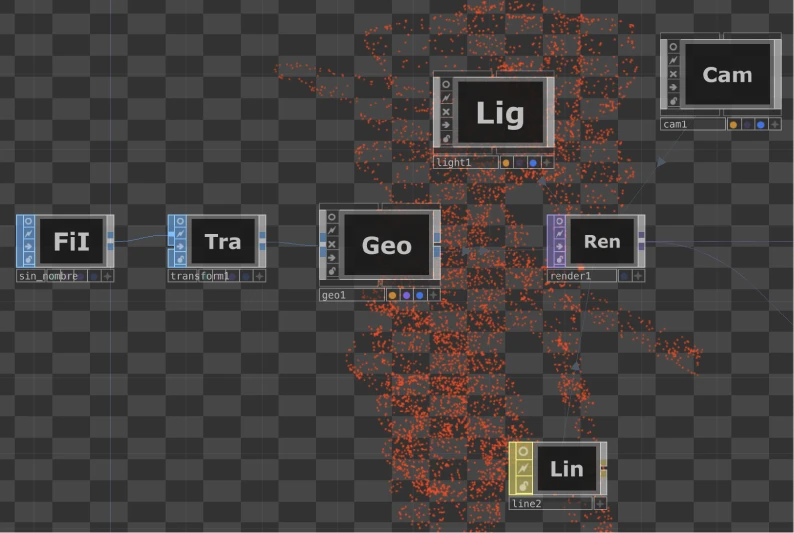 Cam
cam1
Lig
light1
FiI
sin_nombre
Tra
transform1
Geo
geo1
Ren
render1
Lin
line2